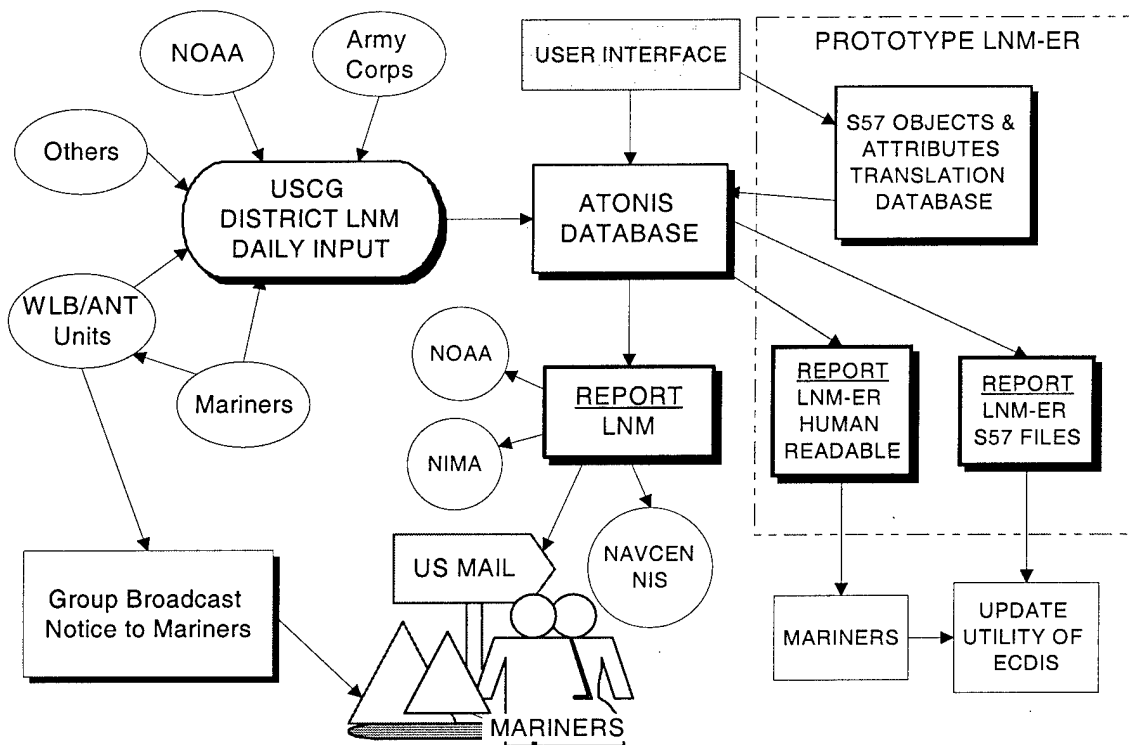 NOAA
Army
Corps
Others
USCG
DISTRICT LNM
DAILY INPUT
WLB/ANT
Units
Mariners
USER INTERFACE
PROTOTYPE LNM-ER
S57 OBJECTS &
ATTRIBUTES
TRANSLATION
DATABASE
ATONIS
DATABASE
NOAA
NIMA
REPORT
LNM
REPORT
LNM-ER
HUMAN
READABLE
REPORT
LNM-ER
S57 FILES
US MAIL
NAVCEN
NIS
Group Broadcast
Notice to Mariners
MARINERS
MARINERS
UPDATE
UTILITY OF
ECDIS